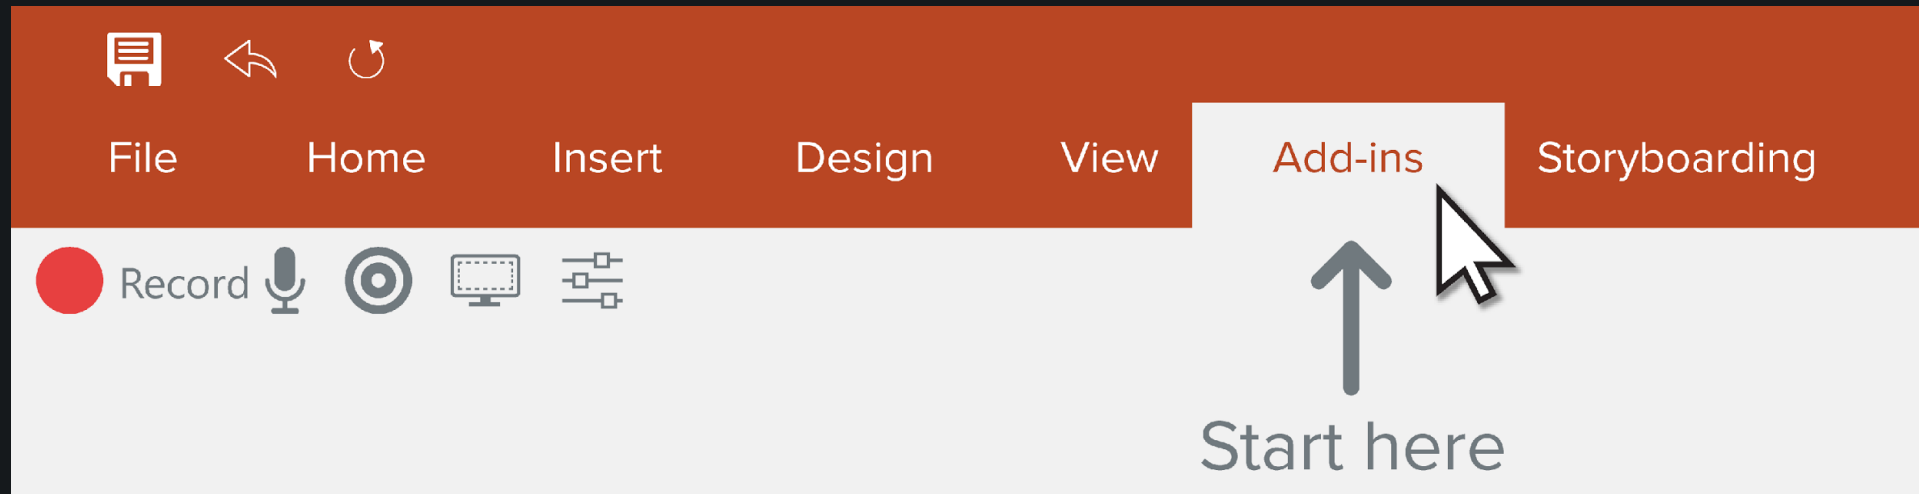 File Home Insert Design View Add-ins Storyboarding
Record
Start here